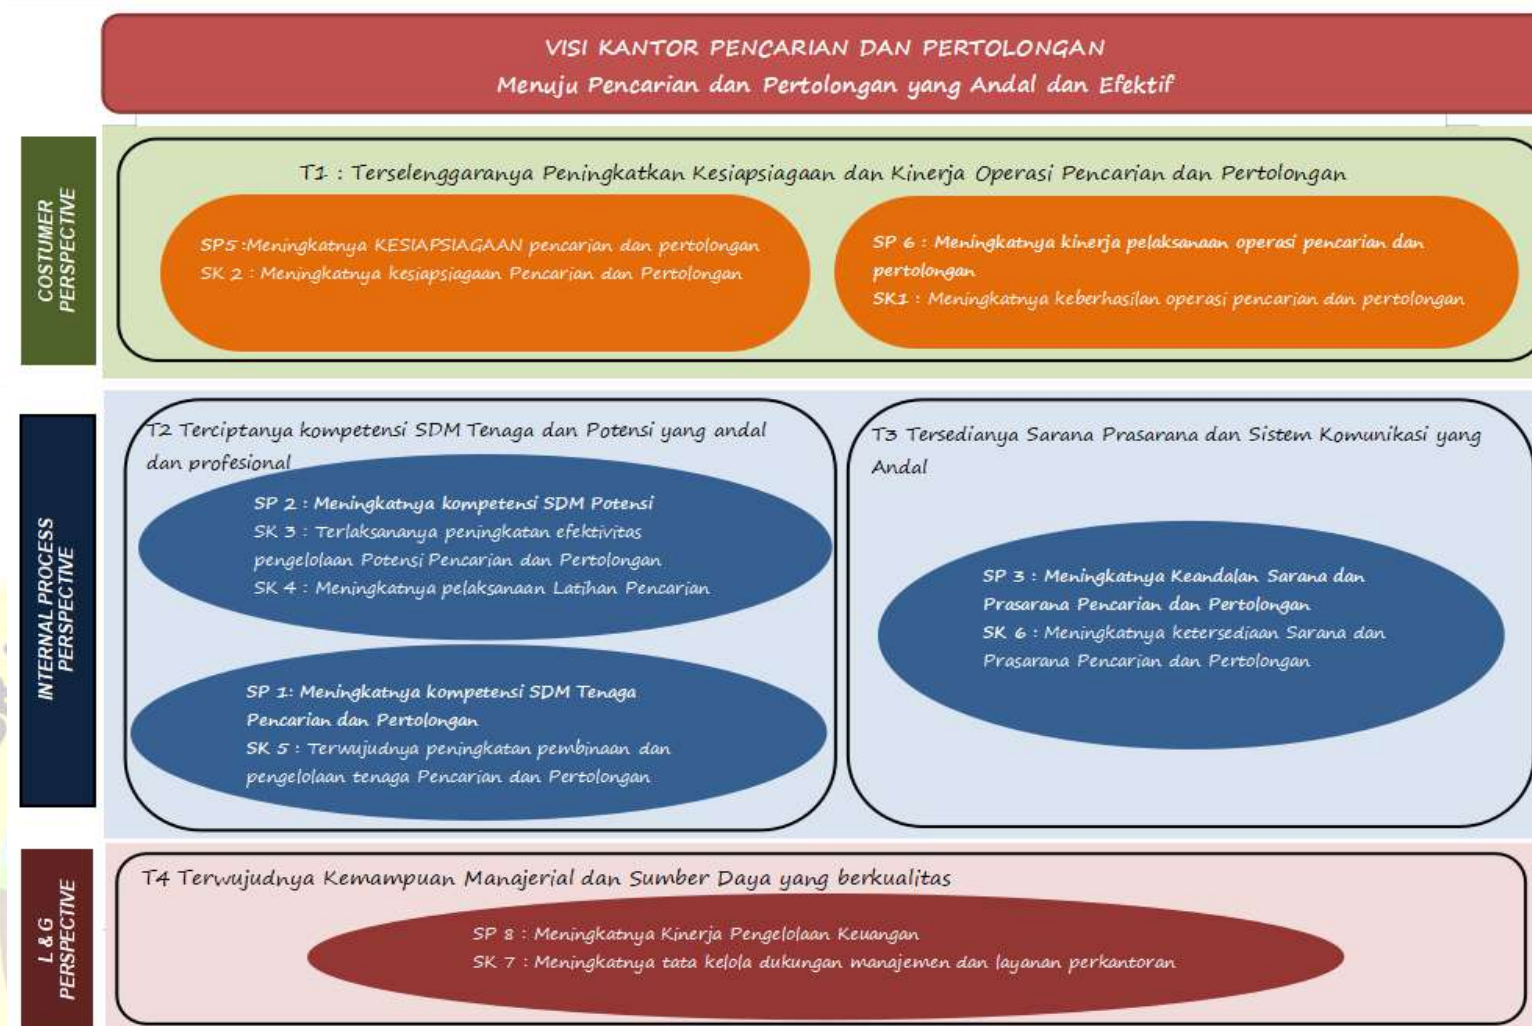 VISI KANTOR PENCARIAN DAN PERTOLONGAN
Menuju Pencarian dan Pertolongan yang Andal dan Efektif
COSTUMER
PERSPECTIVE
T1 : Terselenggaranya Peningkatkan Kesiapsiagaan dan Kinerja Operasi Pencarian dan Pertolongan
SP5 :Meningkatnya KESIAPSIAGAAN pencarian dan pertolongan
SK 2 : Meningkatnya kesiapsiagaan Pencarian dan Pertolongan
SP 6 : Meningkatnya kinerja pelaksanaan operasi pencarian dan
pertolongan
SK1 : Meningkatnya keberhasilan operasi pencarian dan pertolongan
INTERNAL PROCESS
PERSPECTIVE
T2 Terciptanya kompetensi SDM Tenaga dan Potensi yang andal
dan profesional
SP 2 : Meningkatnya kompetensi SDM Potensi
SK 3 : Terlaksananya peningkatan efektivitas
pengelolaan Potensi Pencarian dan Pertolongan
SK 4 : Meningkatnya pelaksanaan Latihan Pencarian
SP 1: Meningkatnya kompetensi SDM Tenaga
Pencarian dan Pertolongan
SK 5 : Terwujudnya peningkatan pembinaan dan
pengelolaan tenaga Pencarian dan Pertolongan
T3 Tersedianya Sarana Prasarana dan Sistem Komunikasi yang
Andal
SP 3 : Meningkatnya Keandalan Sarana dan
Prasarana Pencarian dan Pertolongan
SK 6 : Meningkatnya ketersediaan Sarana dan
Prasarana Pencarian dan Pertolongan
L & G
PERSPECTIVE
T4 Terwujudnya Kemampuan Manajerial dan Sumber Daya yang berkualitas
SP 8 : Meningkatnya Kinerja Pengelolaan Keuangan
SK 7 : Meningkatnya tata kelola dukungan manajemen dan layanan perkantoran